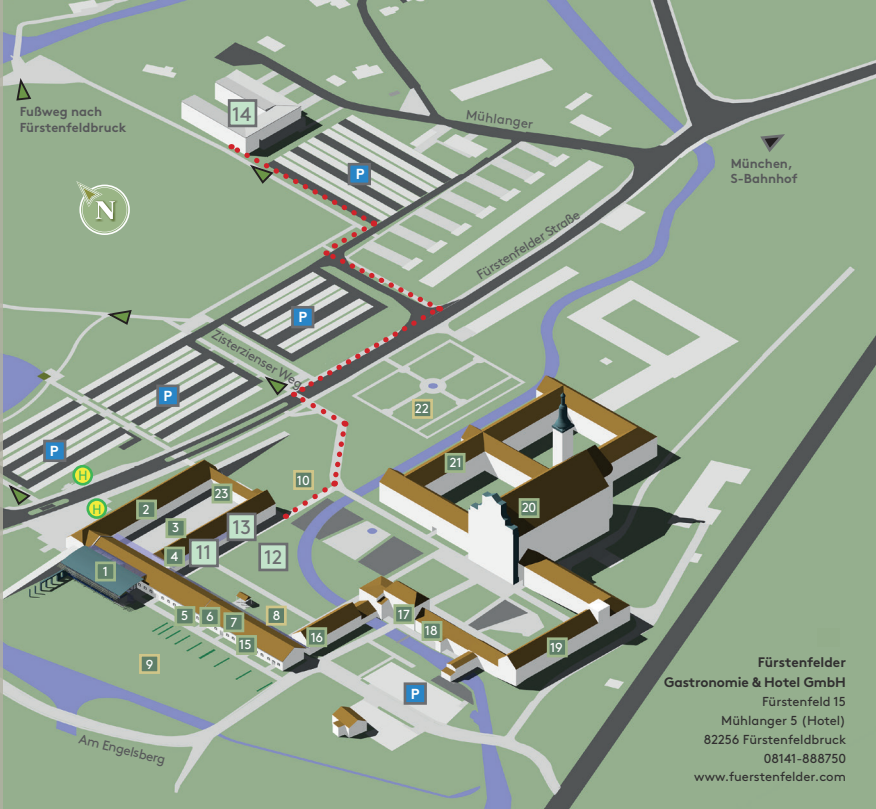 14
Mühlanger
Fußweg nach
Fürstenfeldbruck
P
München,
S-Bahnhof
N
Fürstenfelder Straße
P
Zisterzienser Weg
P
22
P
H
21
10
23
H
2
20
3
13
11
4
12
1
5
6
7
8
17
15
16
18
19
9
P
Am Engelsberg
Fürstenfelder
Gastronomie & Hotel GmbH
Fürstenfeld 15
Mühlanger 5 (Hotel)
82256 Fürstenfeldbruck
08141-888750
www.fuerstenfelder.com